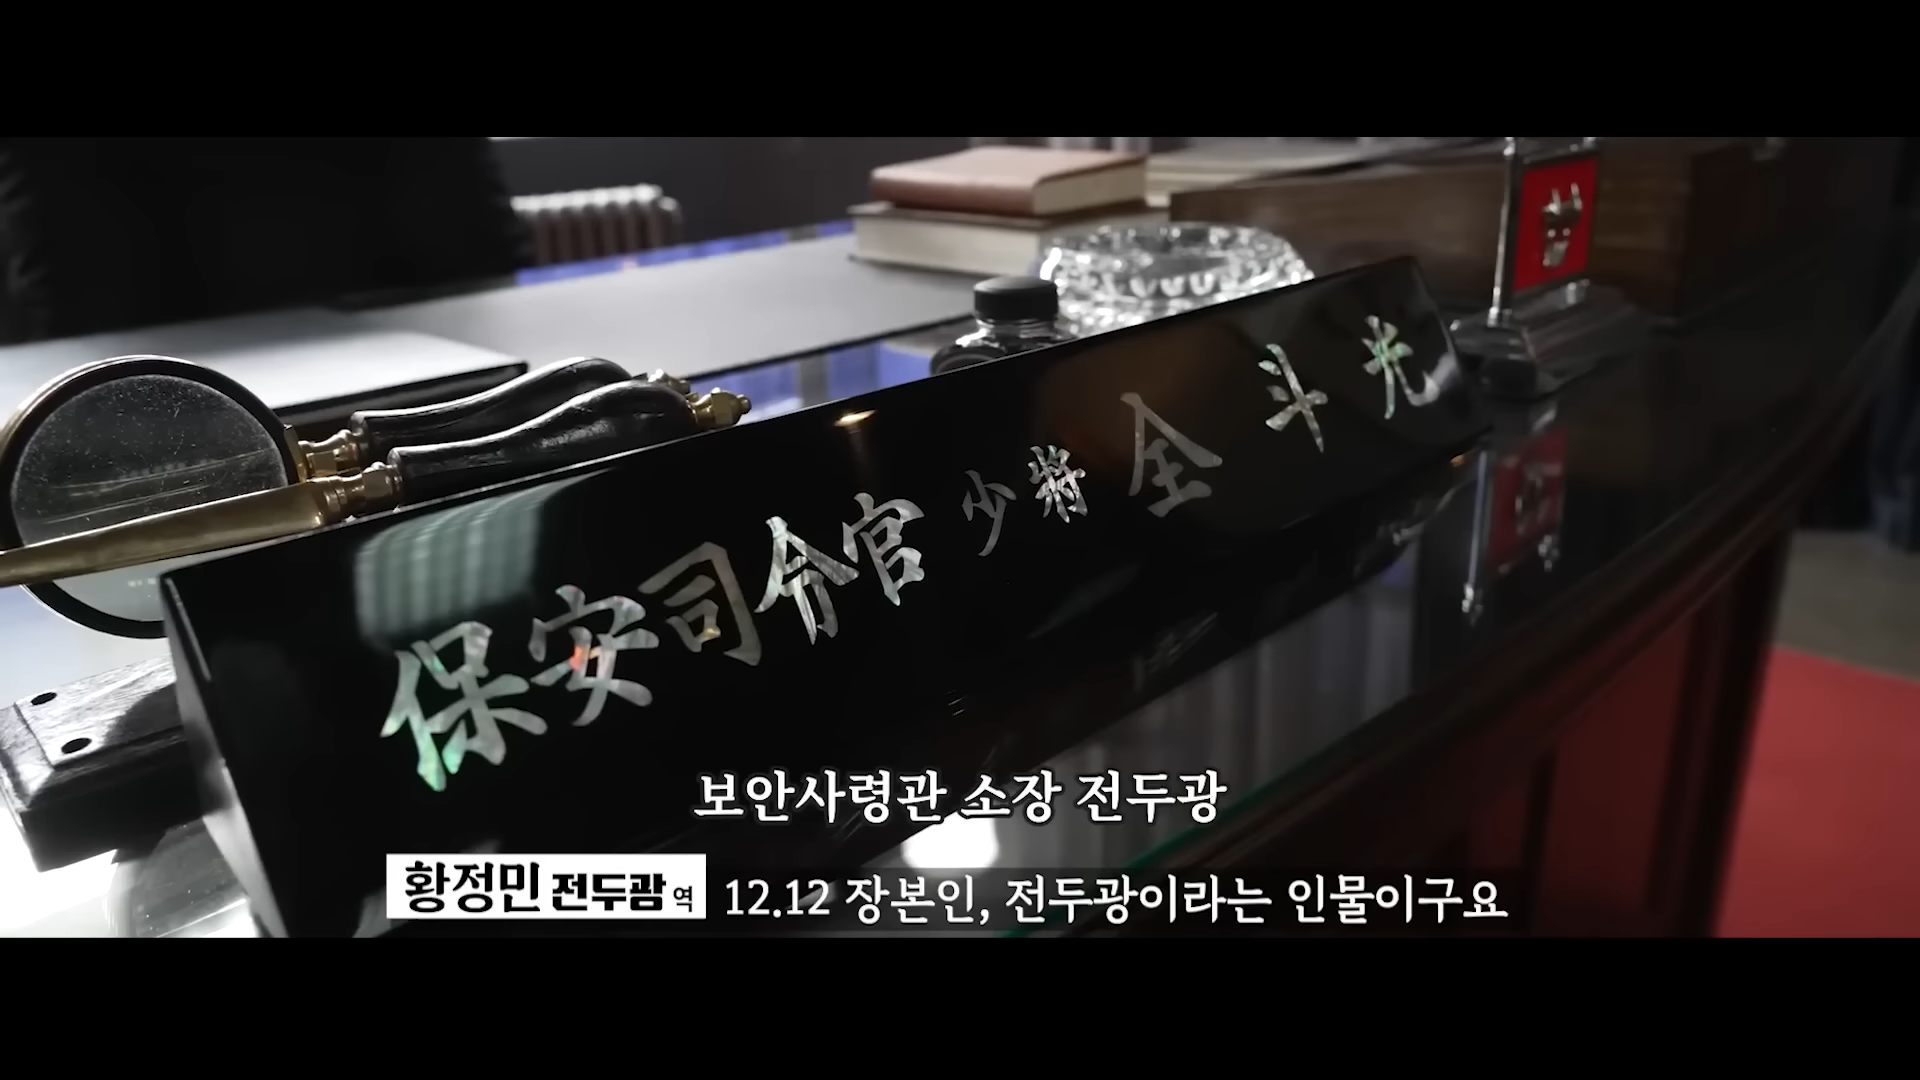 保安司令官 少將 全斗光
보안사령관 소장 전두광
황정민 전두광 역 12.12 장본인, 전두광이라는 인물이구요